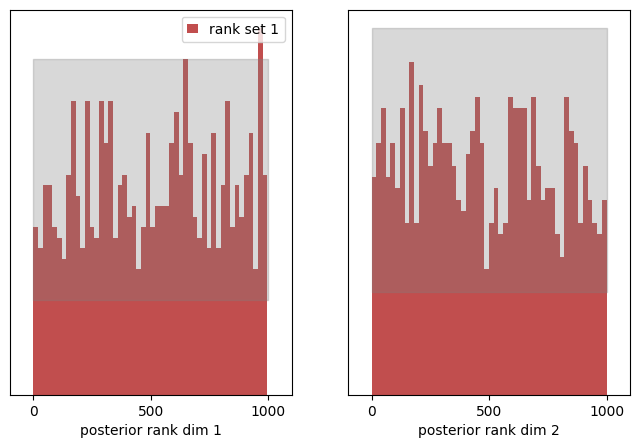 rank set 1
0
500
1000
0
500
1000
posterior rank dim 1
posterior rank dim 2